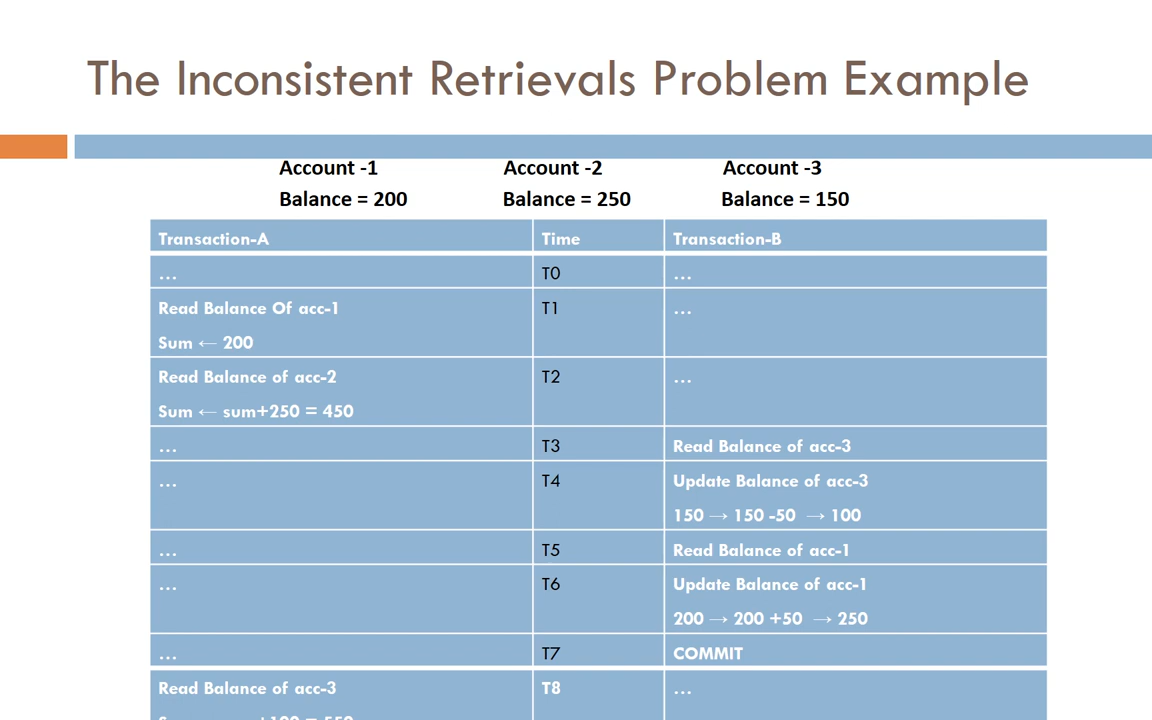 The Inconsistent Retrievals Problem Example
Account -1 Account -2 Account -3
Balance = 200 Balance = 250 Balance = 150
Transaction-A Time Transaction-B
... T0 ...
Read Balance Of acc-1 T1 ...
Sum ← 200
Read Balance of acc-2 T2 ...
Sum ← sum+250 = 450
... T3 Read Balance of acc-3
... T4 Update Balance of acc-3
150 → 150 -50 → 100
... T5 Read Balance of acc-1
... T6 Update Balance of acc-1
200 → 200 +50 → 250
... T7 COMMIT
Read Balance of acc-3 T8 ...